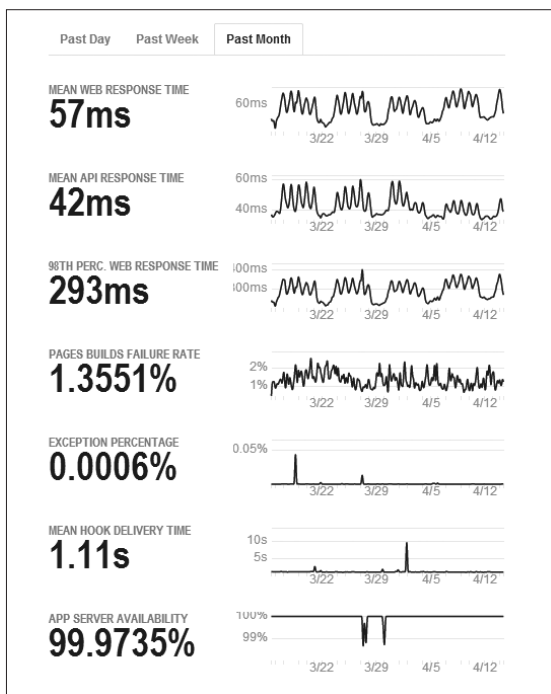 Past Day Past Week Past Month
MEAN WEB RESPONSE TIME
57ms
60ms
3/22 3/29 4/5 4/12
MEAN API RESPONSE TIME
42ms
60ms
40ms
3/22 3/29 4/5 4/12
98TH PERC. WEB RESPONSE TIME
293ms
400ms
300ms
3/22 3/29 4/5 4/12
PAGES BUILDS FAILURE RATE
1.3551%
2%
1%
3/22 3/29 4/5 4/12
EXCEPTION PERCENTAGE
0.0006%
0.05%
3/22 3/29 4/5 4/12
MEAN HOOK DELIVERY TIME
1.11s
10s
5s
3/22 3/29 4/5 4/12
APP SERVER AVAILABILITY
99.9735%
100%
99%
3/22 3/29 4/5 4/12